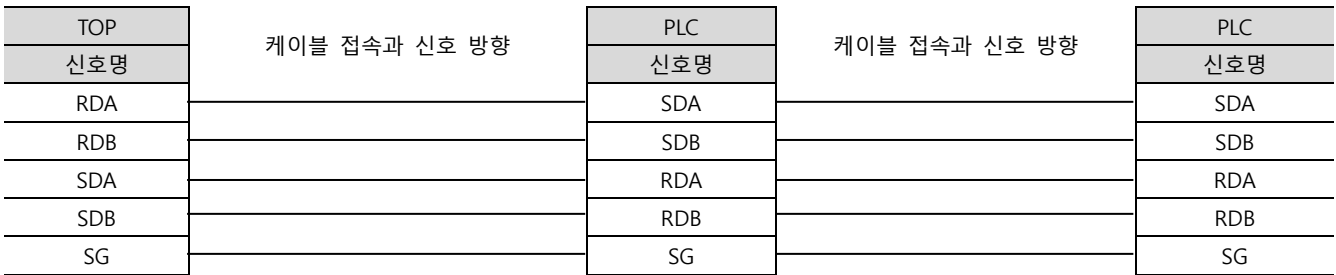 TOP 케이블 접속과 신호 방향 PLC 케이블 접속과 신호 방향 PLC
신호명 신호명 신호명
RDA SDA SDA
RDB SDB SDB
SDA RDA RDA
SDB RDB RDB
SG SG SG